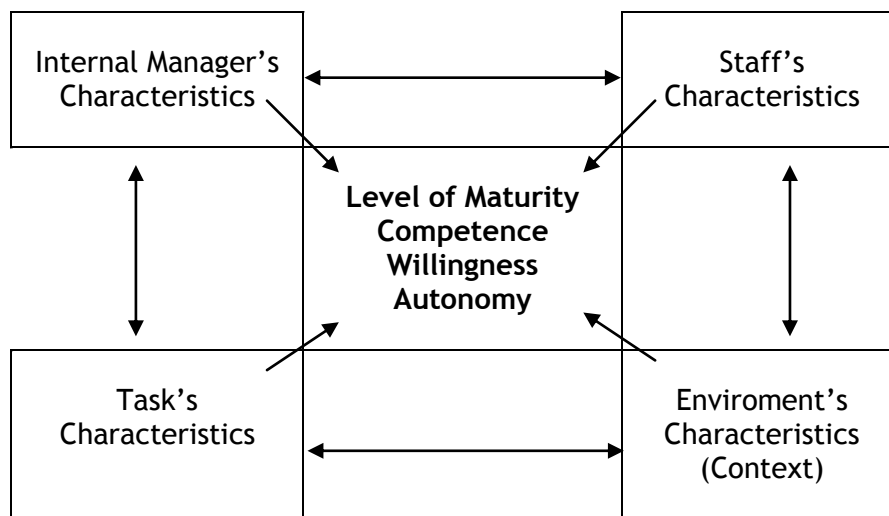 Internal Manager's
Characteristics
Staff's
Characteristics
Level of Maturity
Competence
Willingness
Autonomy
Task's
Characteristics
Enviroment's
Characteristics
(Context)